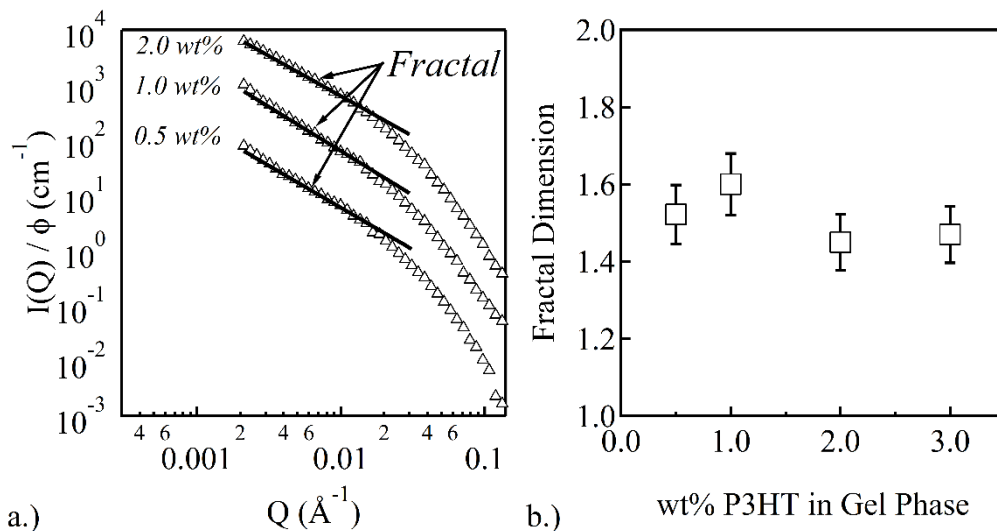 10^4
2.0 wt%
Fractal
10^3
1.0 wt%
10^2
0.5 wt%
10^1
10^0
10^-1
10^-2
10^-3
I(Q) / ϕ (cm^-1)
4 6 2 4 6 2 4 6
0.001 0.01 0.1
Q (Å^-1)
a.)
2.0
1.8
1.6
1.4
1.2
1.0
Fractal Dimension
0.0 1.0 2.0 3.0
wt% P3HT in Gel Phase
b.)